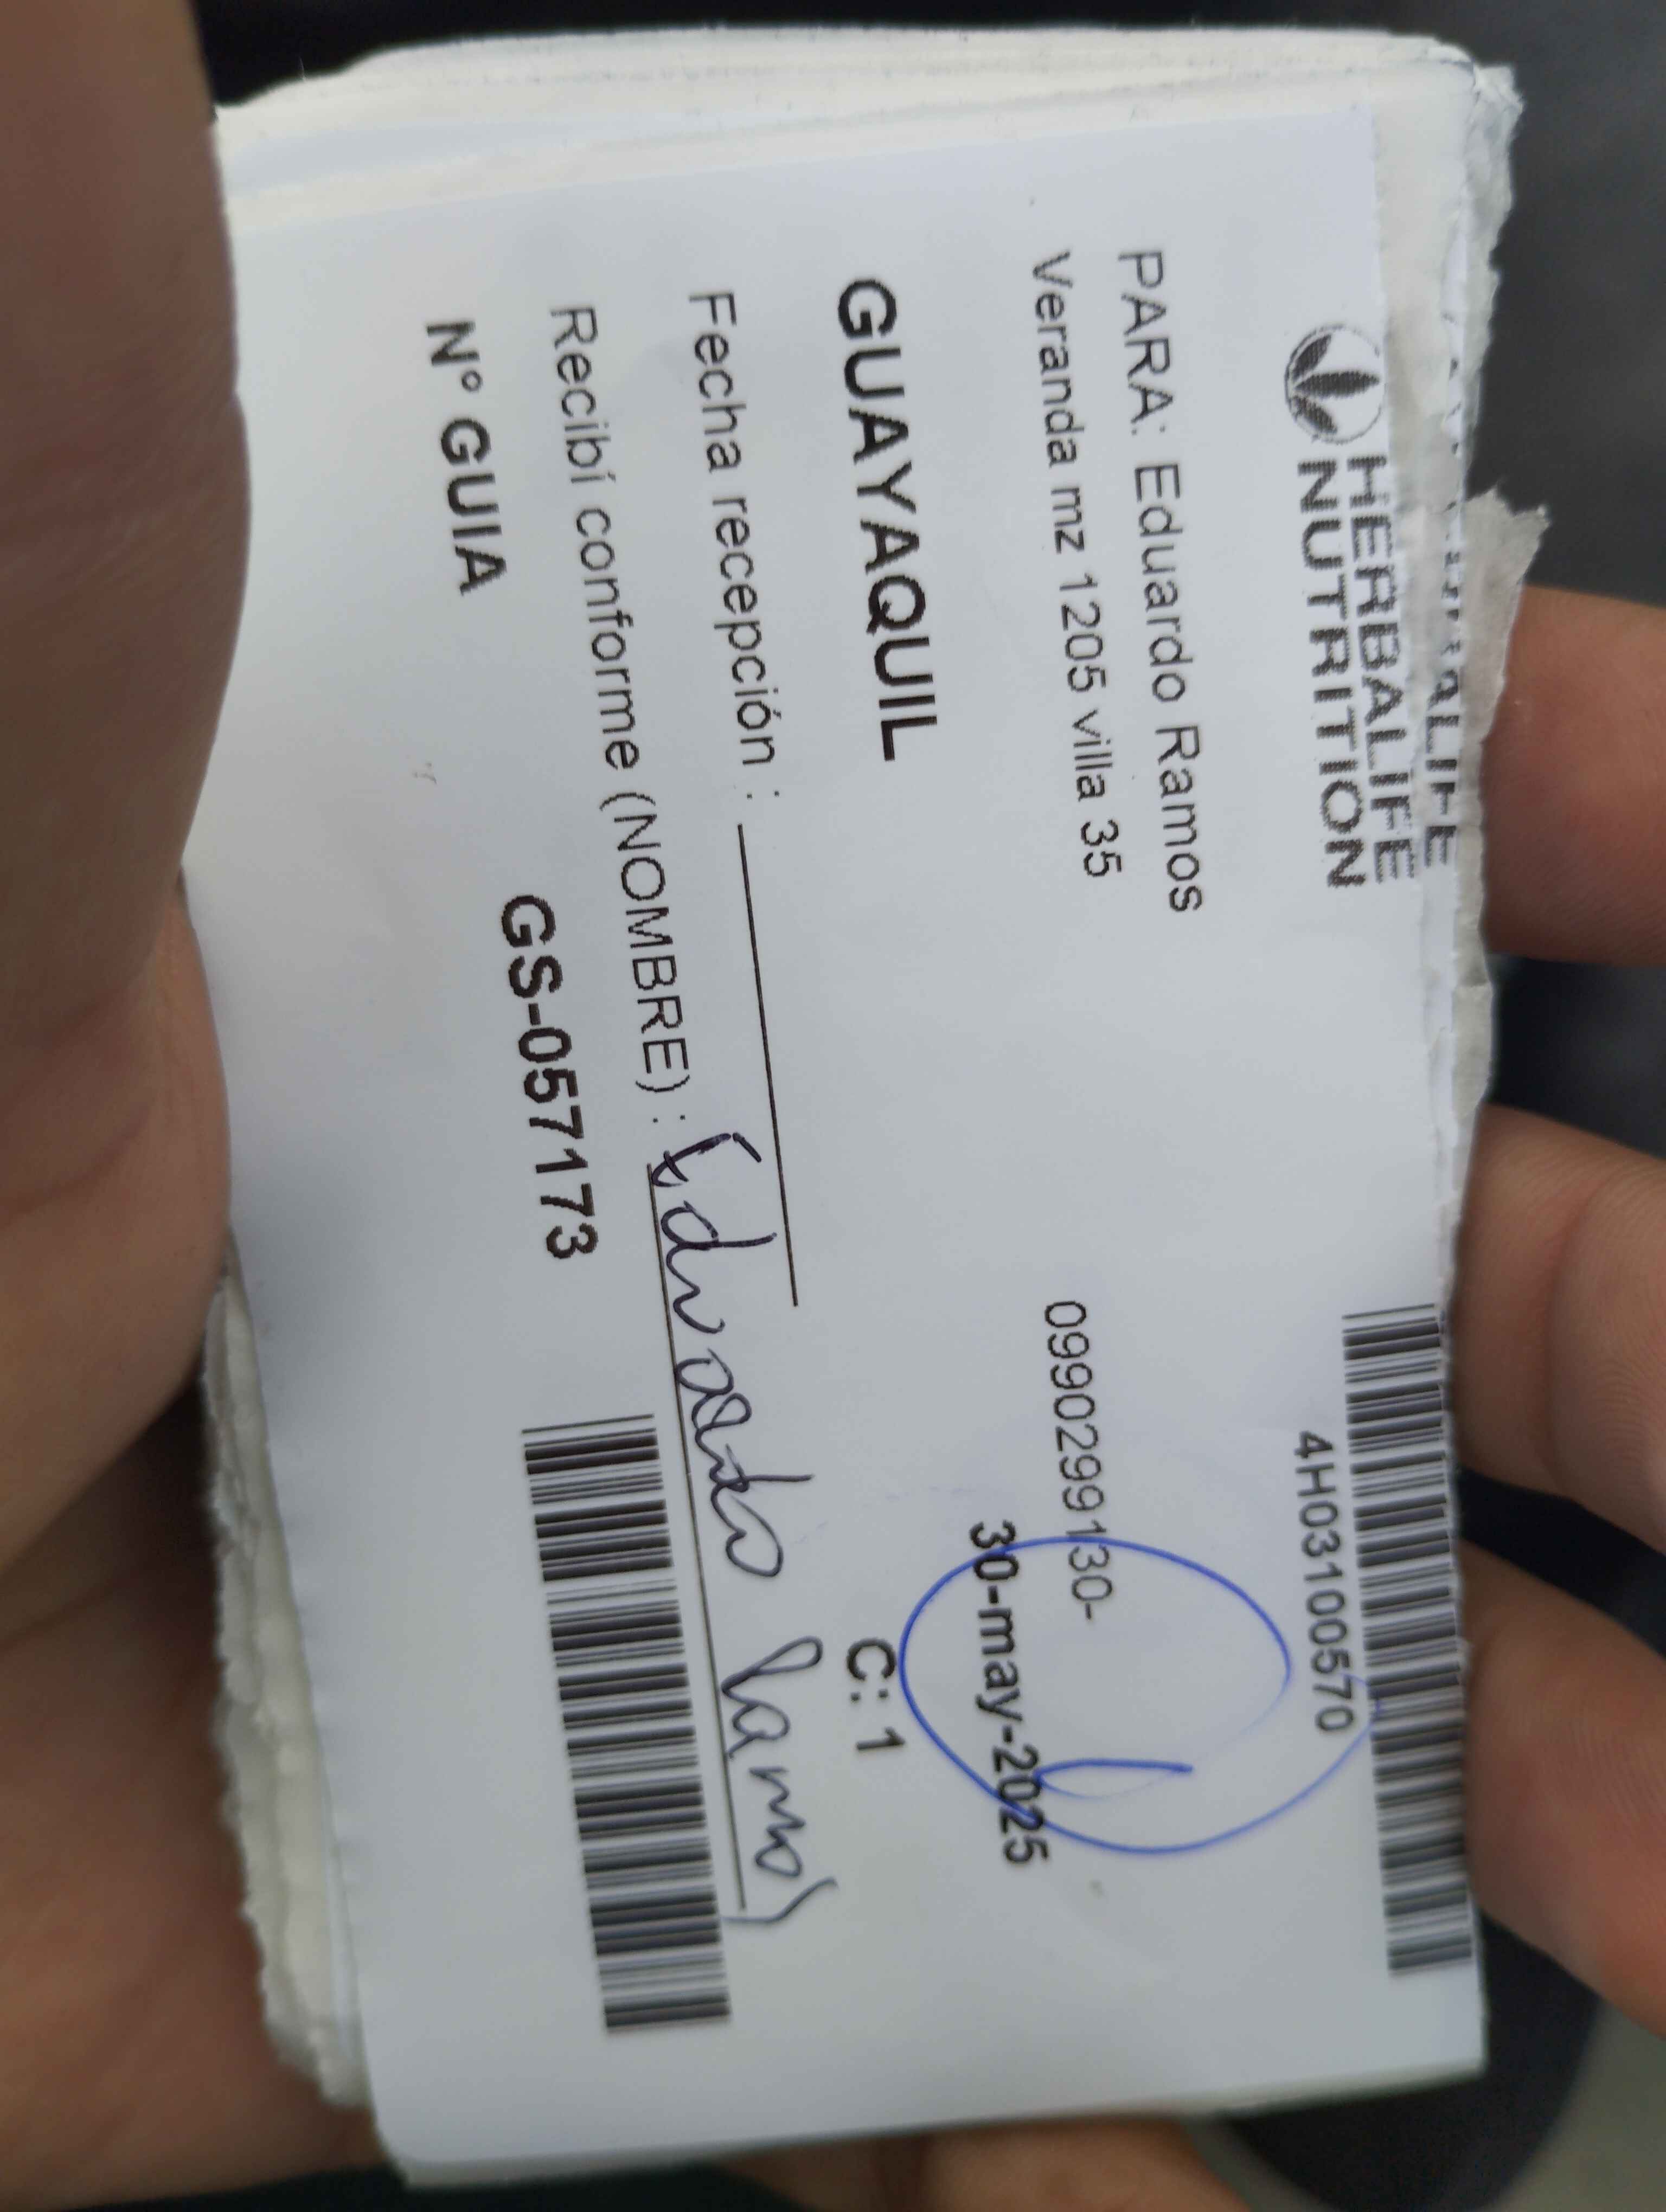 HERBALIFE
NUTRITION
4H03100570
PARA: Eduardo Ramos
Veranda mz 1205 villa 35
0990299130-
30-may-2025
GUAYAQUIL
C: 1
Fecha recepción :
Recibí conforme (NOMBRE) : Eduardo Ramos
N° GUIA
GS-057173